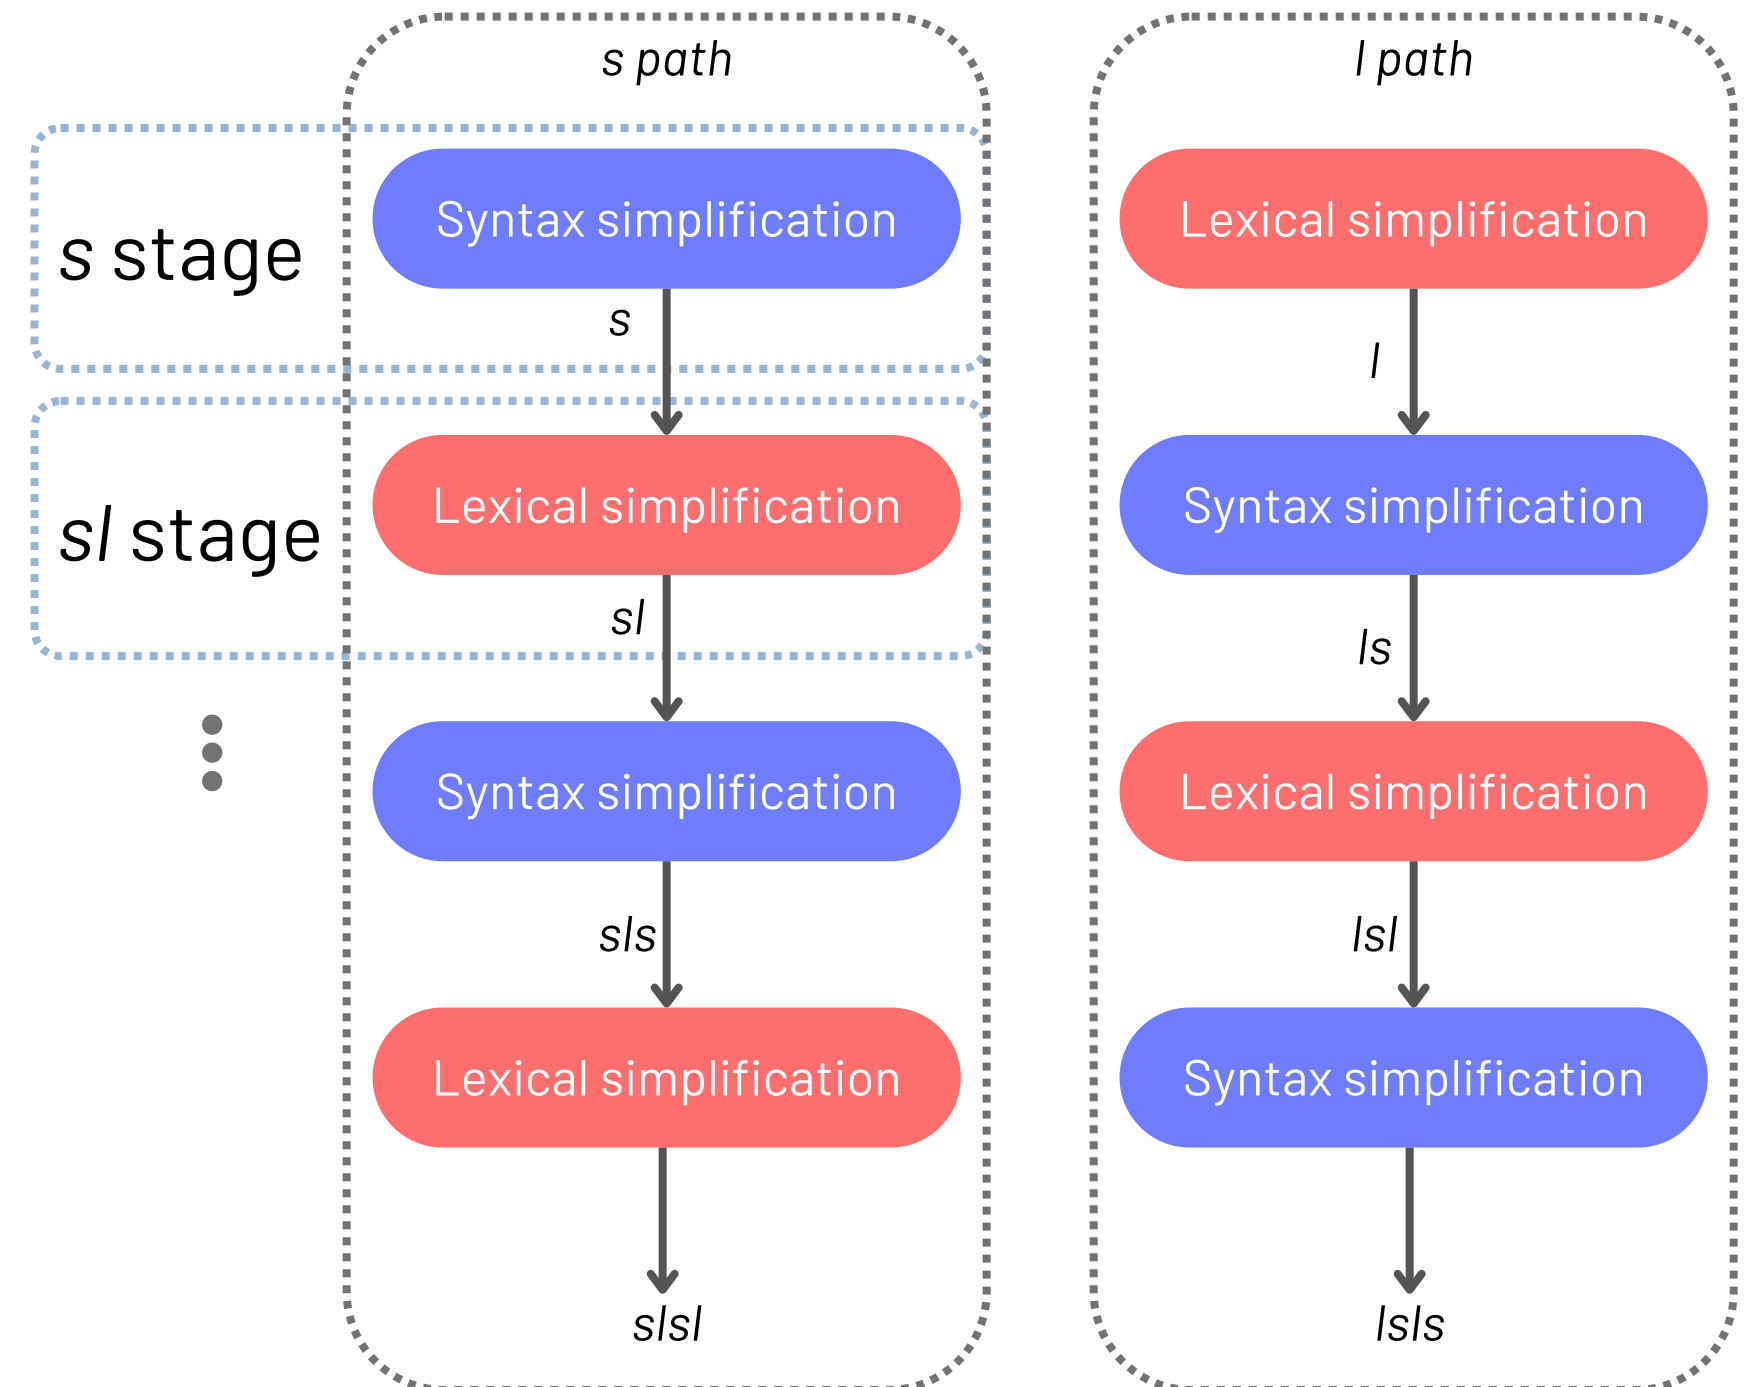 s path
s stage
Syntax simplification
s
sl stage
Lexical simplification
sl
Syntax simplification
sls
Lexical simplification
slsl
l path
Lexical simplification
l
Syntax simplification
ls
Lexical simplification
lsl
Syntax simplification
lsls